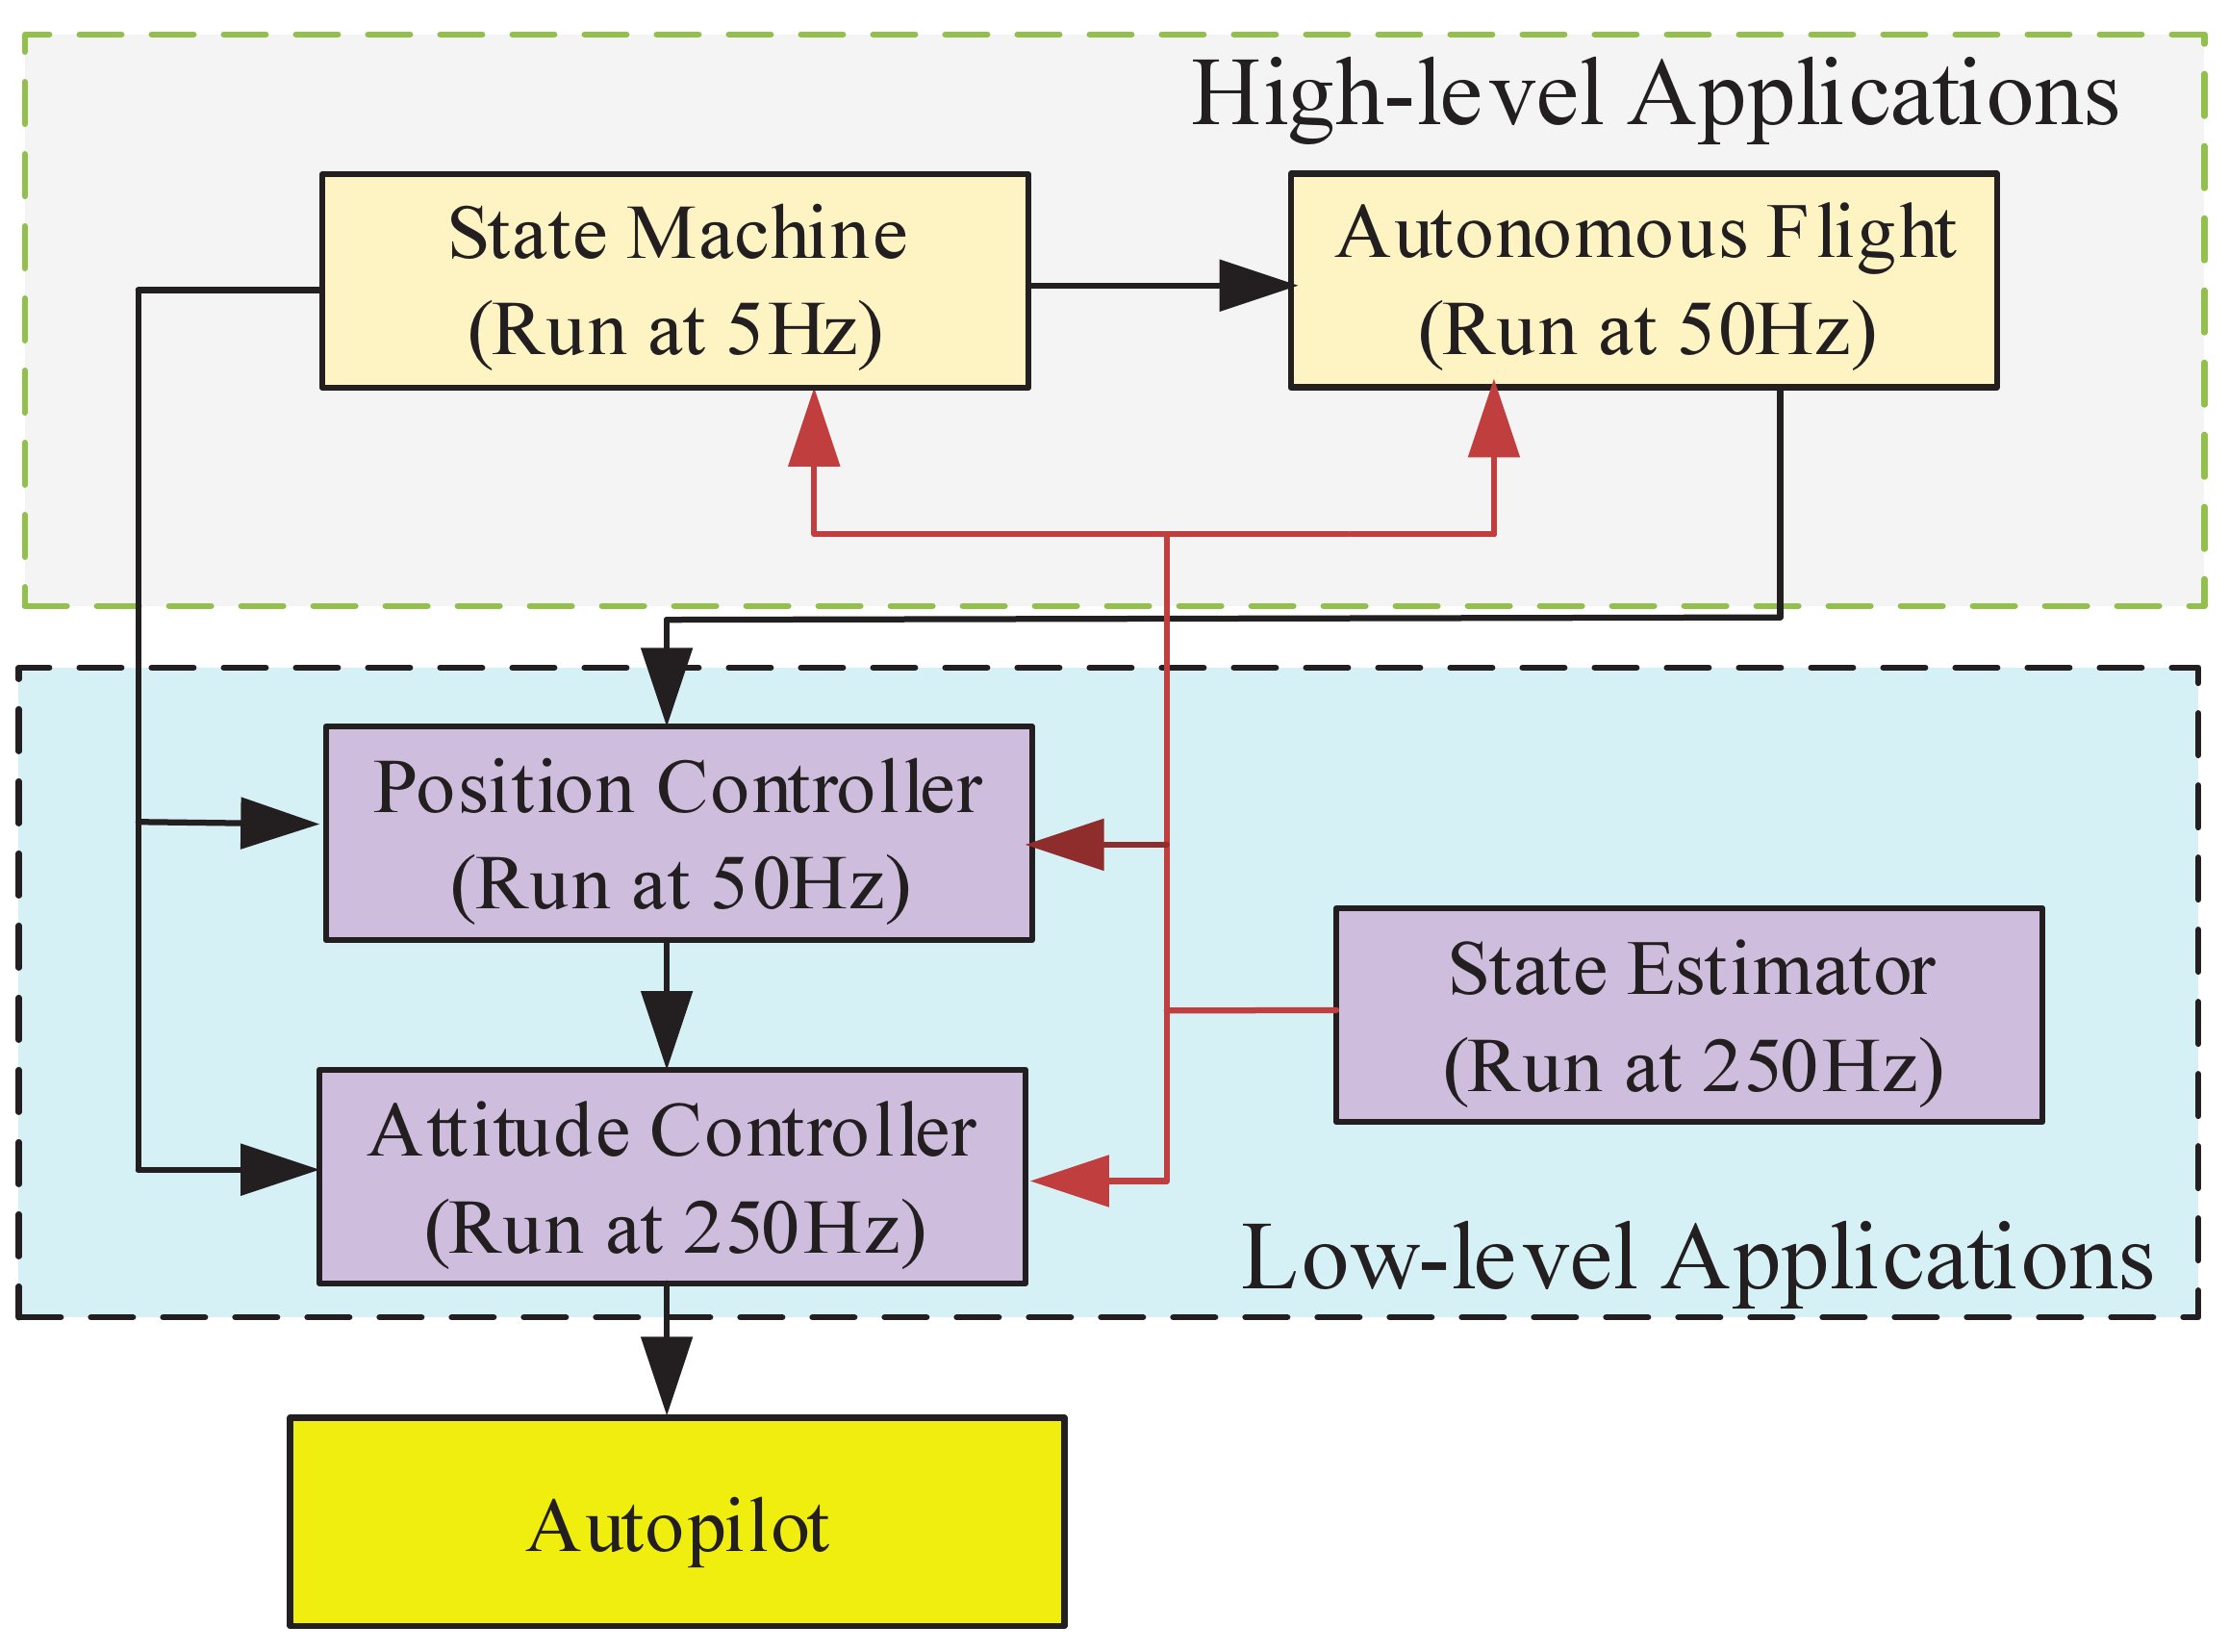 High-level Applications
State Machine
(Run at 5Hz)
Autonomous Flight
(Run at 50Hz)
Position Controller
(Run at 50Hz)
State Estimator
(Run at 250Hz)
Attitude Controller
(Run at 250Hz)
Low-level Applications
Autopilot